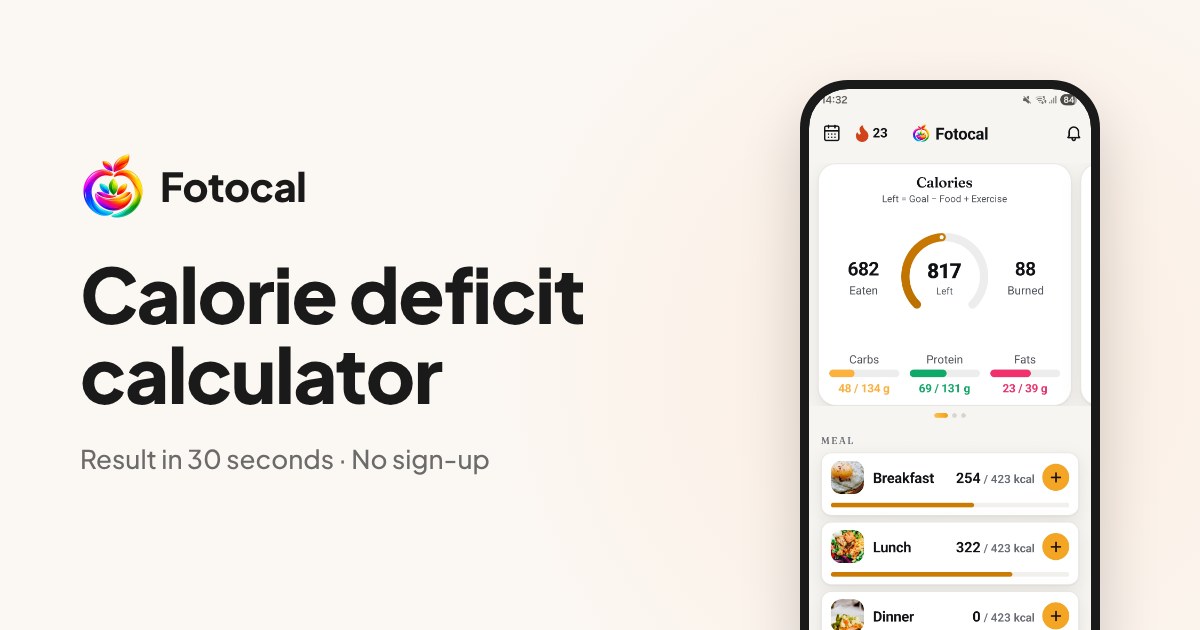 Fotocal
Calorie deficit
calculator
Result in 30 seconds · No sign-up
14:32
84
23
Fotocal
Calories
Left = Goal − Food + Exercise
682
Eaten
817
Left
88
Burned
Carbs
48 / 134 g
Protein
69 / 131 g
Fats
23 / 39 g
MEAL
Breakfast 254 / 423 kcal +
Lunch 322 / 423 kcal +
Dinner 0 / 423 kcal +